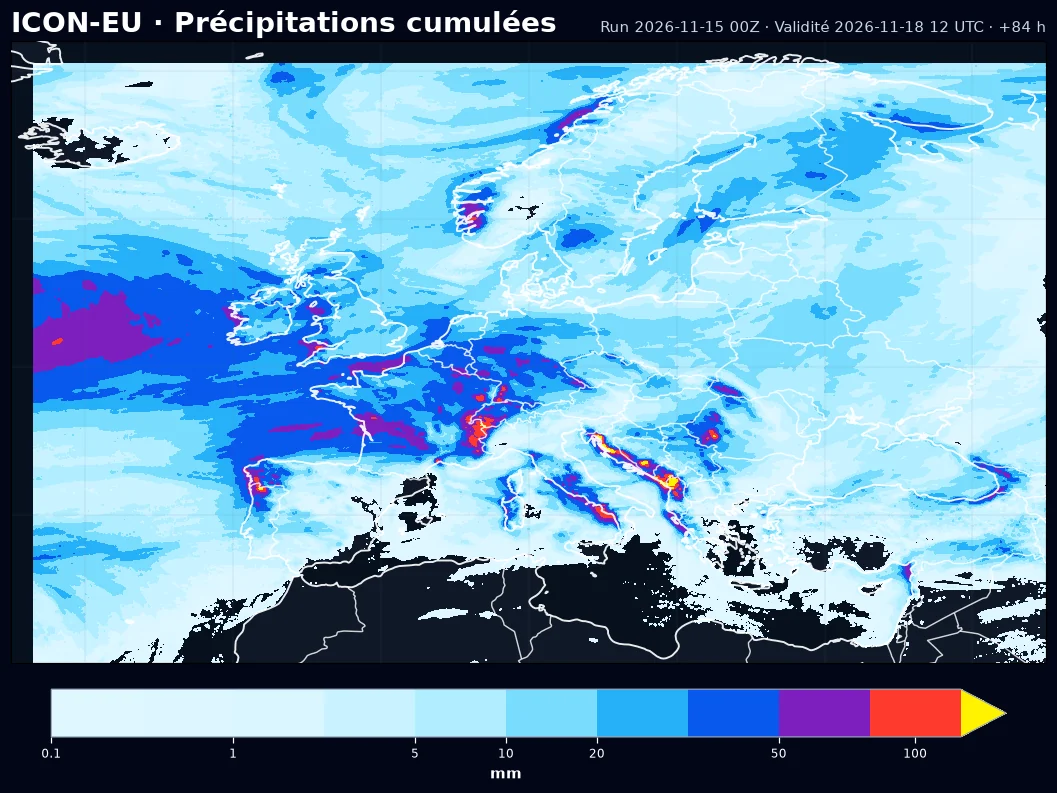 ICON-EU · Précipitations cumulées
Run 2026-11-15 00Z · Validité 2026-11-18 12 UTC · +84 h
0.1 1 5 10 20 50 100
mm